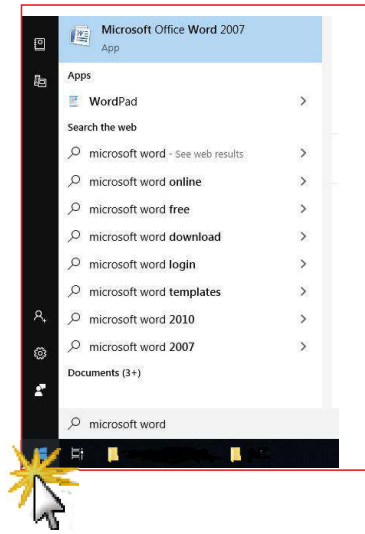 Microsoft Office Word 2007
App
Apps
WordPad
Search the web
microsoft word - See web results
microsoft word online
microsoft word free
microsoft word download
microsoft word login
microsoft word templates
microsoft word 2010
microsoft word 2007
Documents (3+)
microsoft word